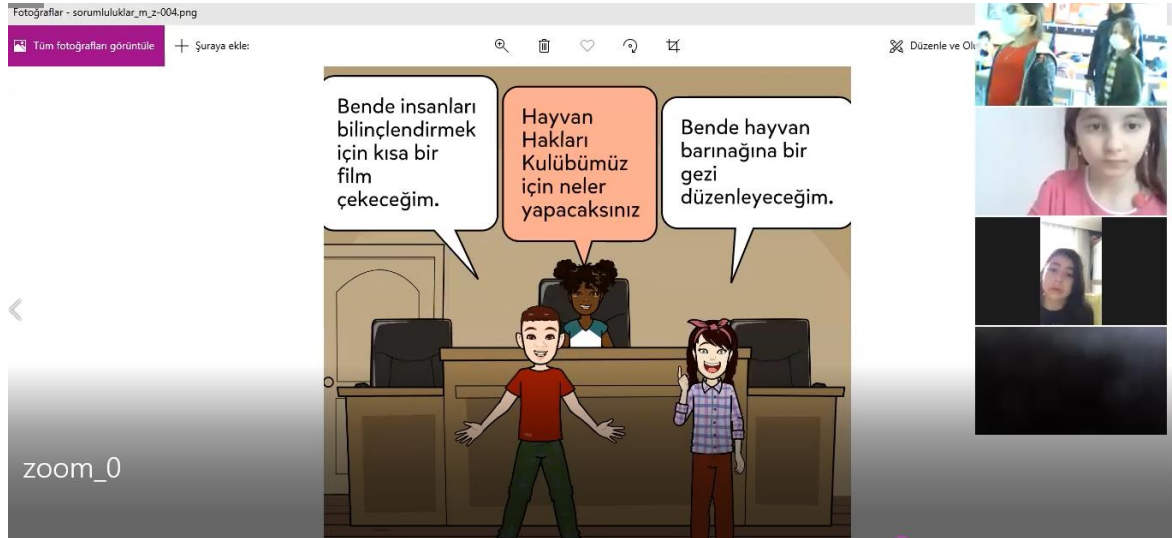 Fotoğraflar - sorumluluklar_m_z-004.png
Tüm fotoğrafları görüntüle
Şuraya ekle:
Düzenle ve
Bende insanları
bilinçlendirmek
için kısa bir
film
çekeceğim.
Hayvan
Hakları
Kulübümüz
için neler
yapacaksınız
Bende hayvan
barınağına bir
gezi
düzenleyeceğim.
zoom_0